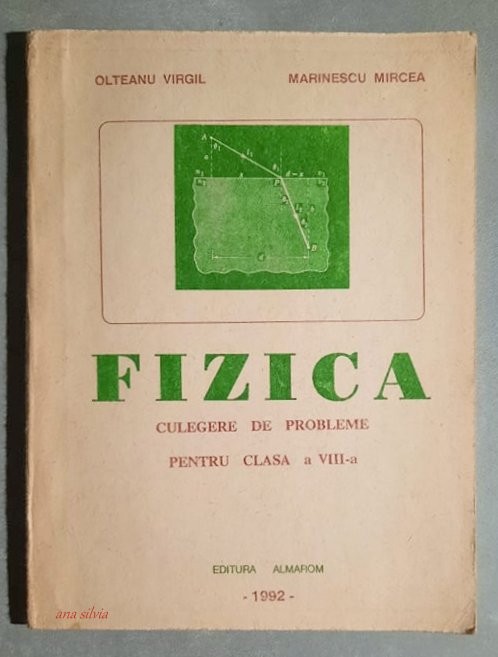 OLTEANU VIRGIL MARINESCU MIRCEA
A
B
d
FIZICA
CULEGERE DE PROBLEME
PENTRU CLASA a VIII-a
EDITURA ALMAROM
- 1992 -
ana silvia